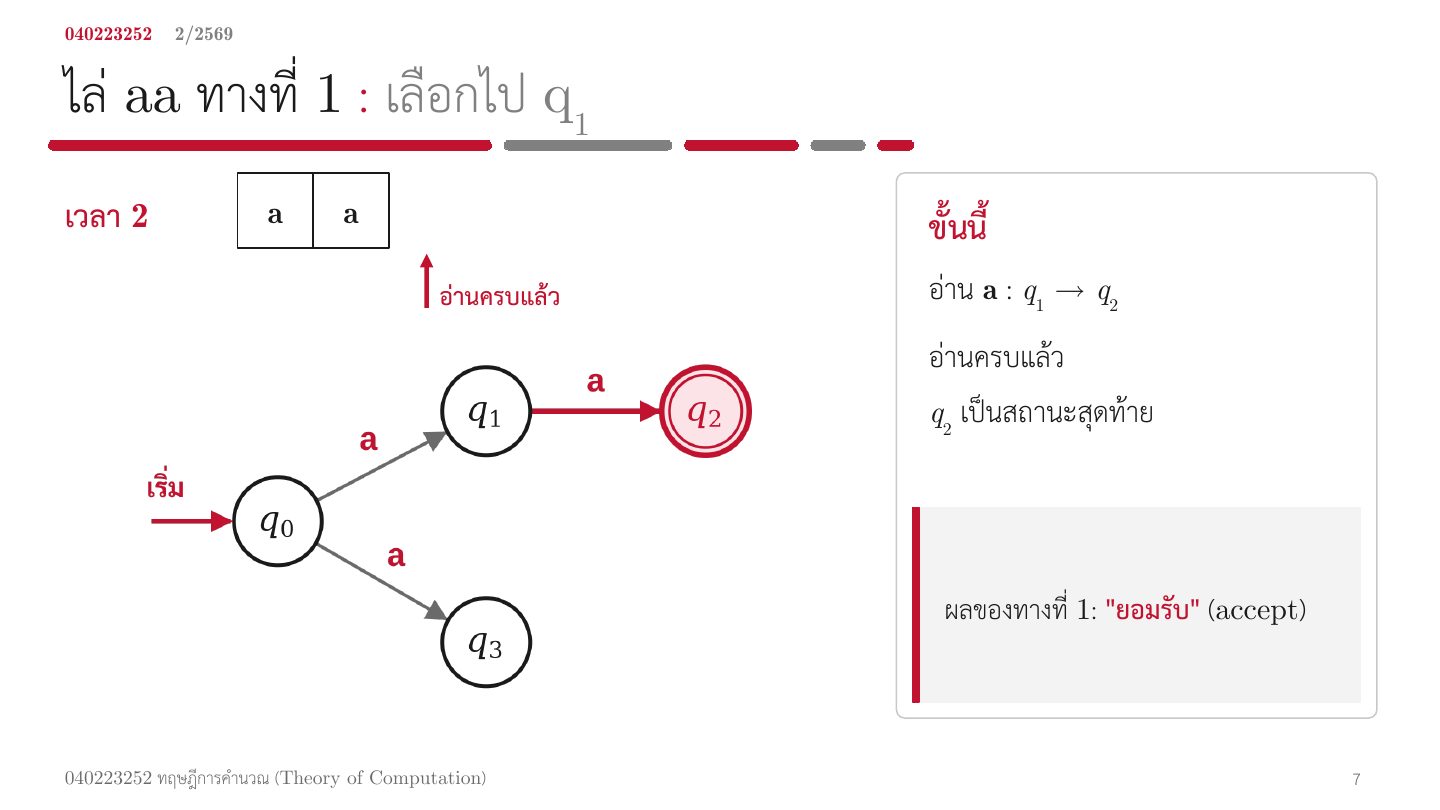 040223252 2/2569
ไล่ aa ทางที่ 1 : เลือกไป q₁
เวลา 2
a a
อ่านครบแล้ว
ขั้นนี้
อ่าน a : q₁ → q₂
อ่านครบแล้ว
q₂ เป็นสถานะสุดท้าย
a
q₁
q₂
a
เริ่ม
q₀
a
q₃
ผลของทางที่ 1: "ยอมรับ" (accept)
040223252 ทฤษฎีการคำนวณ (Theory of Computation)
7